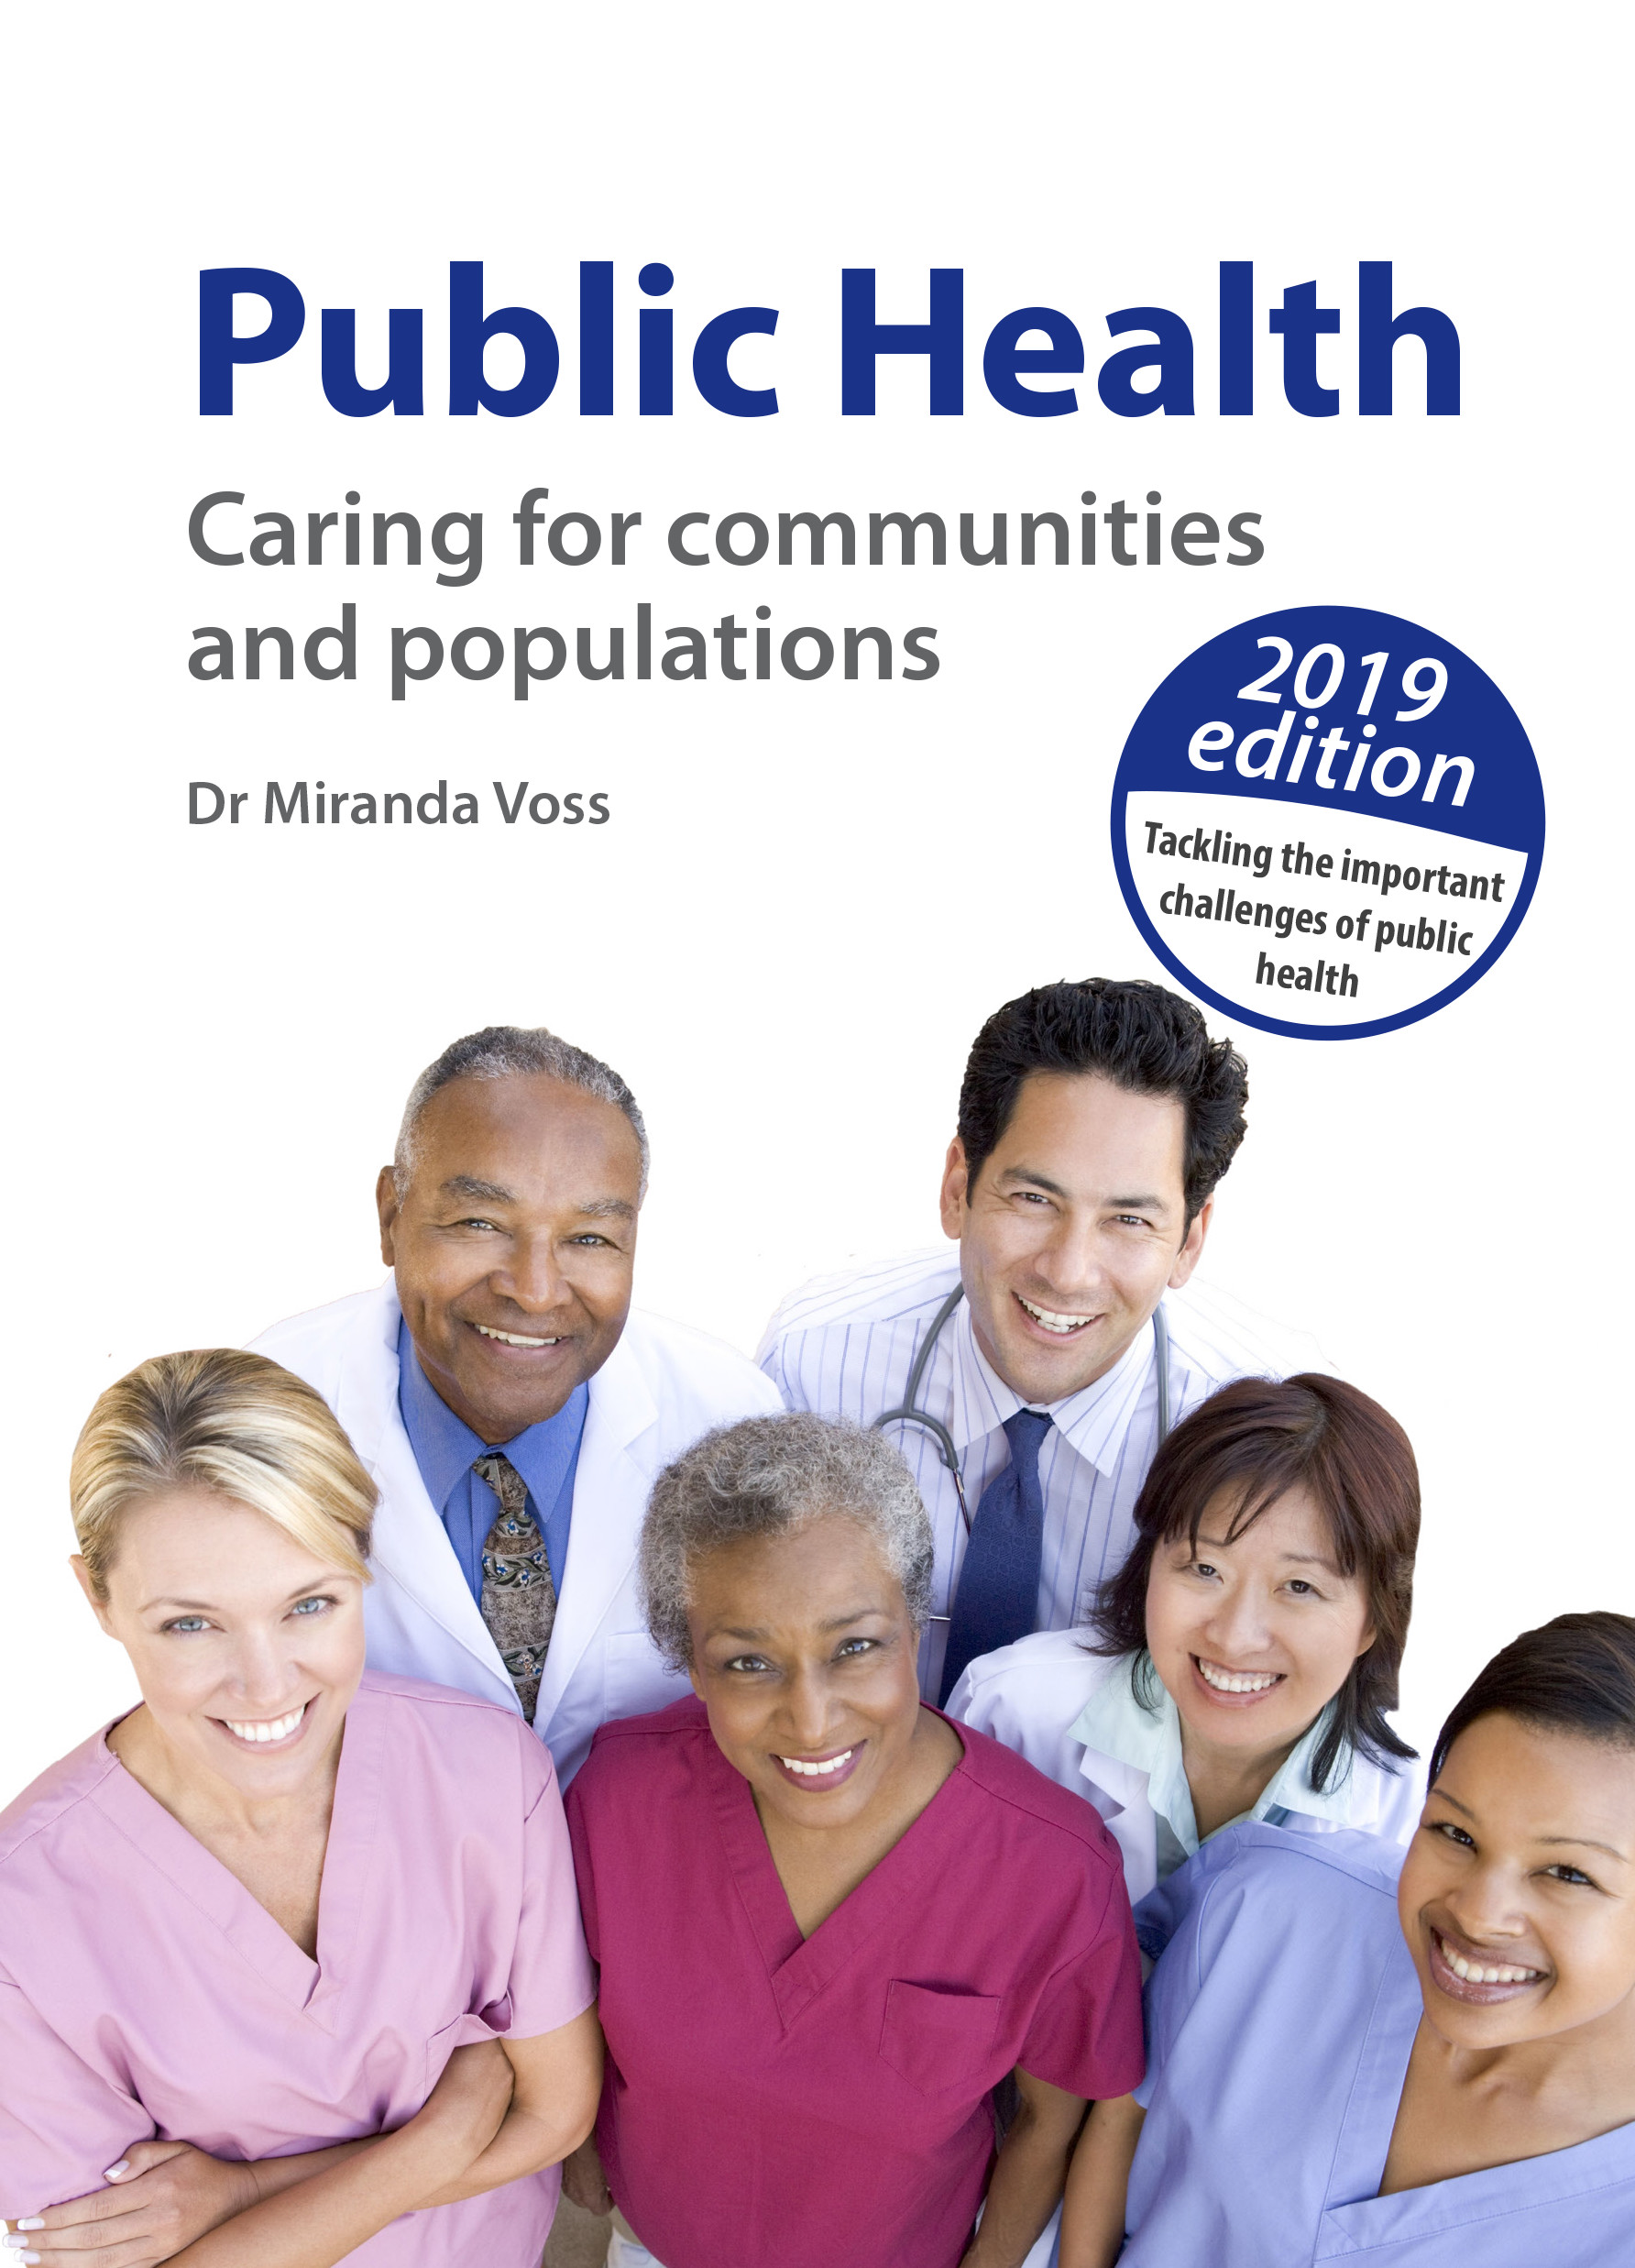 Public Health
Caring for communities
and populations
Dr Miranda Voss
2019
edition
Tackling the important
challenges of public
health